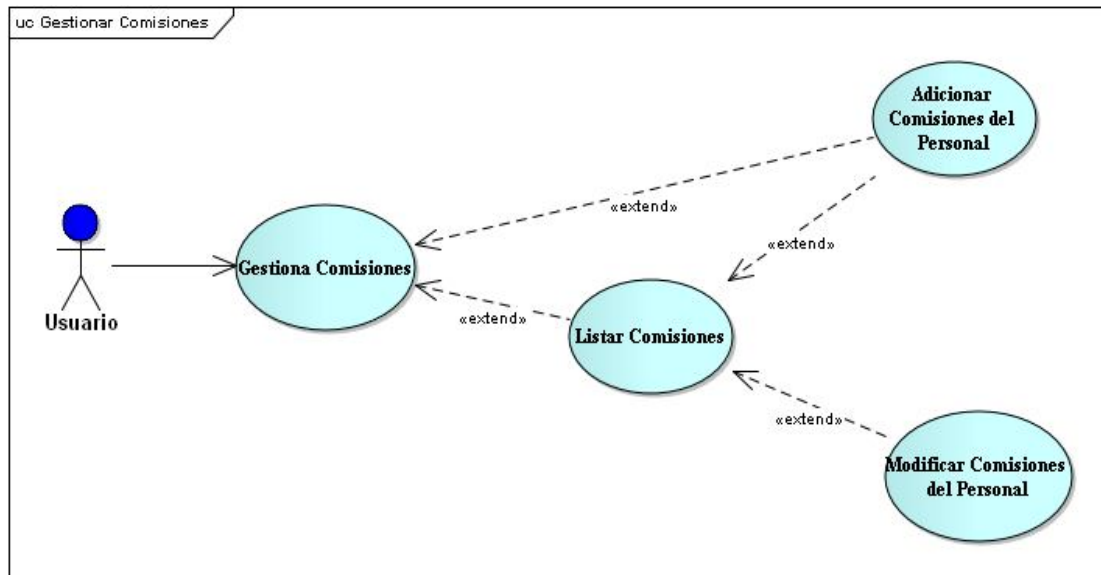 uc Gestionar Comisiones
Adicionar
Comisiones del
Personal
«extend»
«extend»
Gestiona Comisiones
Usuario
«extend»
Listar Comisiones
«extend»
Modificar Comisiones
del Personal